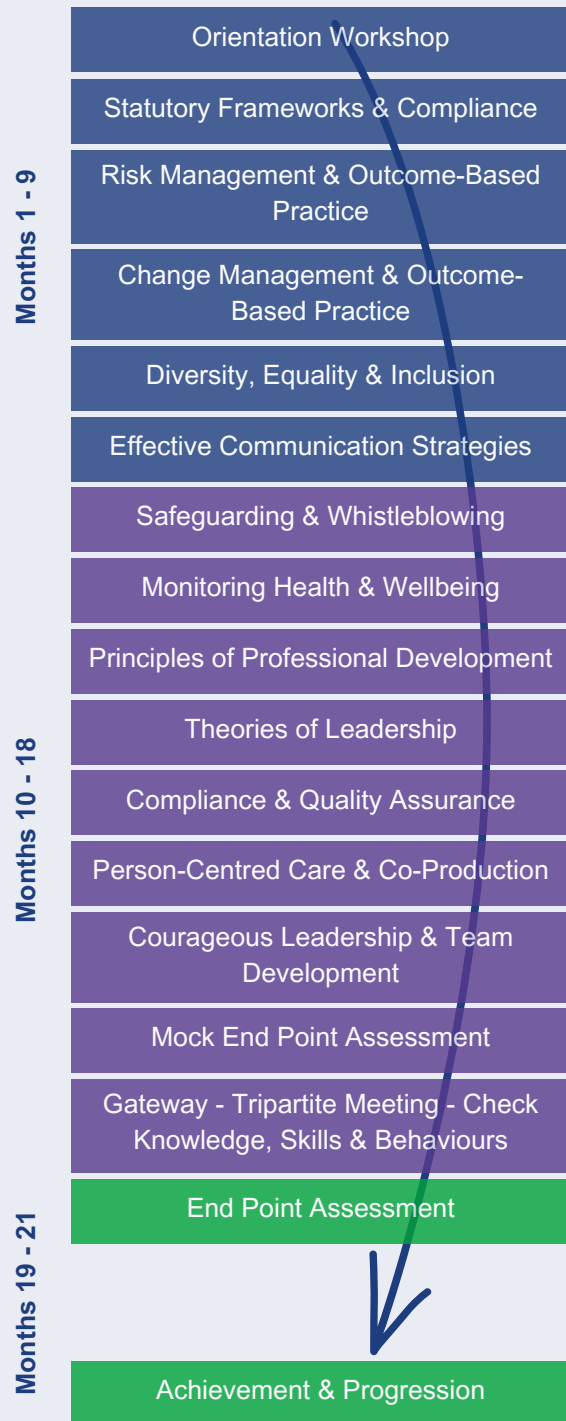 Months 1 - 9
Orientation Workshop
Statutory Frameworks & Compliance
Risk Management & Outcome-Based
Practice
Change Management & Outcome-
Based Practice
Diversity, Equality & Inclusion
Effective Communication Strategies
Months 10 - 18
Safeguarding & Whistleblowing
Monitoring Health & Wellbeing
Principles of Professional Development
Theories of Leadership
Compliance & Quality Assurance
Person-Centred Care & Co-Production
Courageous Leadership & Team
Development
Mock End Point Assessment
Gateway - Tripartite Meeting - Check
Knowledge, Skills & Behaviours
Months 19 - 21
End Point Assessment
Achievement & Progression